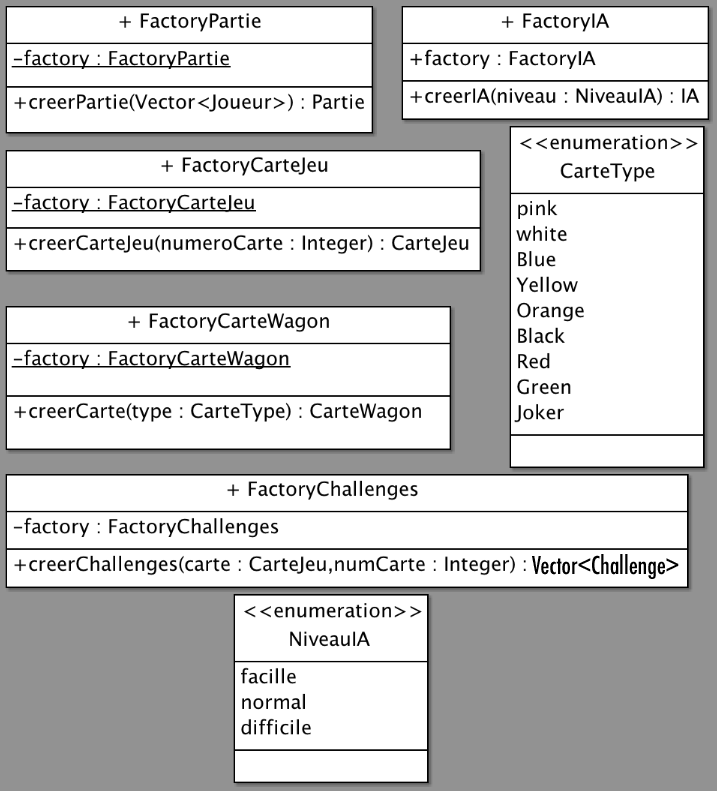 + FactoryPartie
-factory : FactoryPartie
+creerPartie(Vector<Joueur>) : Partie
+ FactoryIA
+factory : FactoryIA
+creerIA(niveau : NiveauIA) : IA
+ FactoryCarteJeu
-factory : FactoryCarteJeu
+creerCarteJeu(numeroCarte : Integer) : CarteJeu
<<enumeration>>
CarteType
pink
white
Blue
Yellow
Orange
Black
Red
Green
Joker
+ FactoryCarteWagon
-factory : FactoryCarteWagon
+creerCarte(type : CarteType) : CarteWagon
+ FactoryChallenges
-factory : FactoryChallenges
+creerChallenges(carte : CarteJeu,numCarte : Integer) : Vector<Challenge>
<<enumeration>>
NiveauIA
facille
normal
difficile